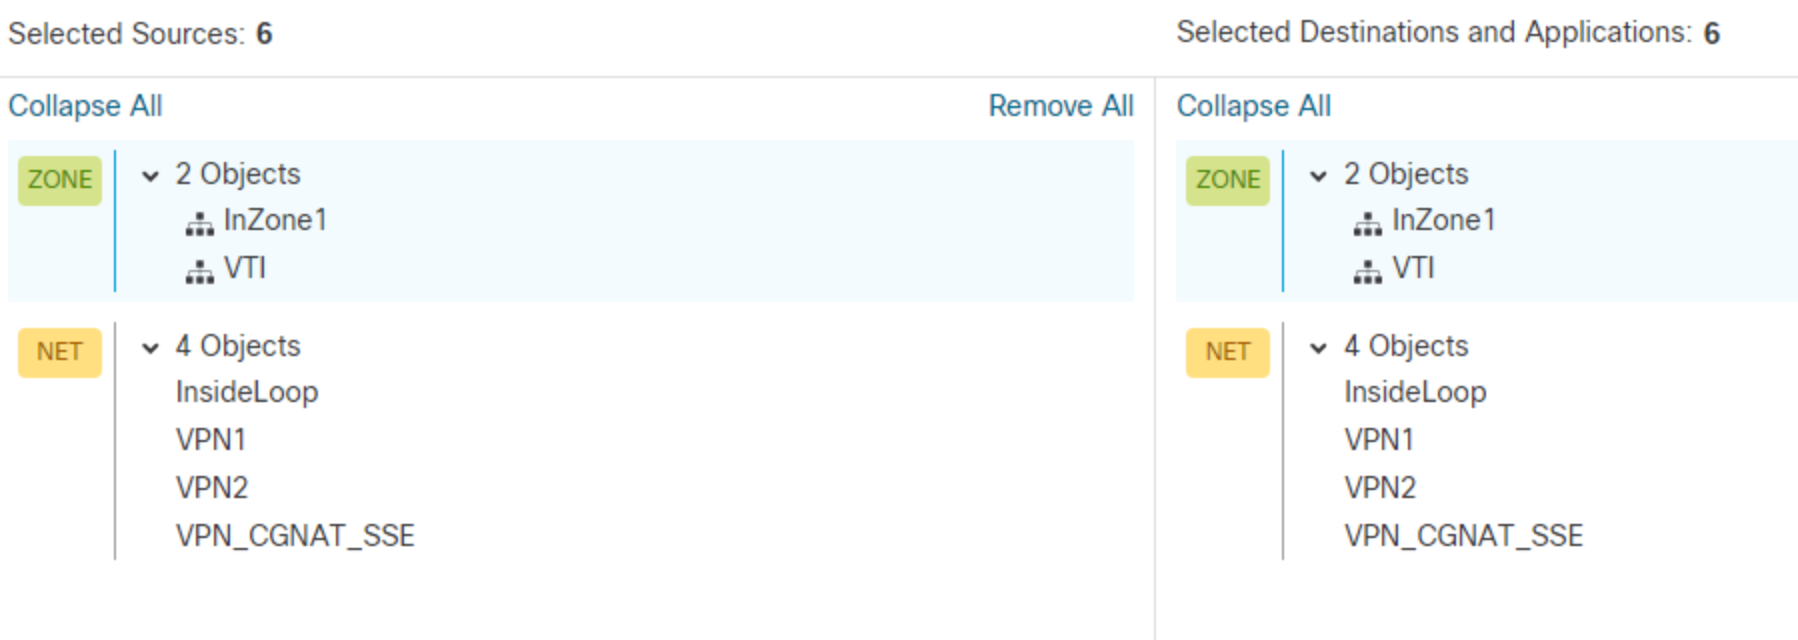 Selected Sources: 6
Collapse All
Remove All
ZONE
2 Objects
InZone1
VTI
NET
4 Objects
InsideLoop
VPN1
VPN2
VPN_CGNAT_SSE
Selected Destinations and Applications: 6
Collapse All
ZONE
2 Objects
InZone1
VTI
NET
4 Objects
InsideLoop
VPN1
VPN2
VPN_CGNAT_SSE